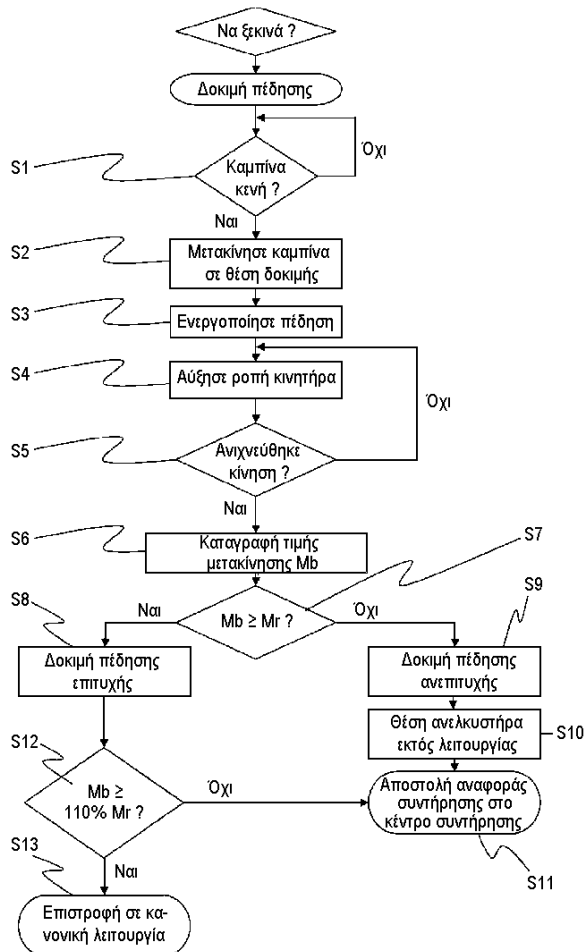 Να ξεκινά ?
Δοκιμή πέδησης
Όχι
S1
Καμπίνα
κενή ?
Ναι
S2
Μετακίνησε καμπίνα
σε θέση δοκιμής
S3
Ενεργοποίησε πέδηση
S4
Αύξησε ροπή κινητήρα
Όχι
S5
Ανιχνεύθηκε
κίνηση ?
Ναι
S6
Καταγραφή τιμής
μετακίνησης Mb
S7
S8
Ναι
Mb ≥ Mr ?
Όχι
S9
Δοκιμή πέδησης
επιτυχής
Δοκιμή πέδησης
ανεπιτυχής
Θέση ανελκυστήρα
εκτός λειτουργίας
S10
S12
Mb ≥
110% Mr ?
Όχι
Αποστολή αναφοράς
συντήρησης στο
κέντρο συντήρησης
S11
S13
Ναι
Επιστροφή σε κα-
νονική λειτουργία